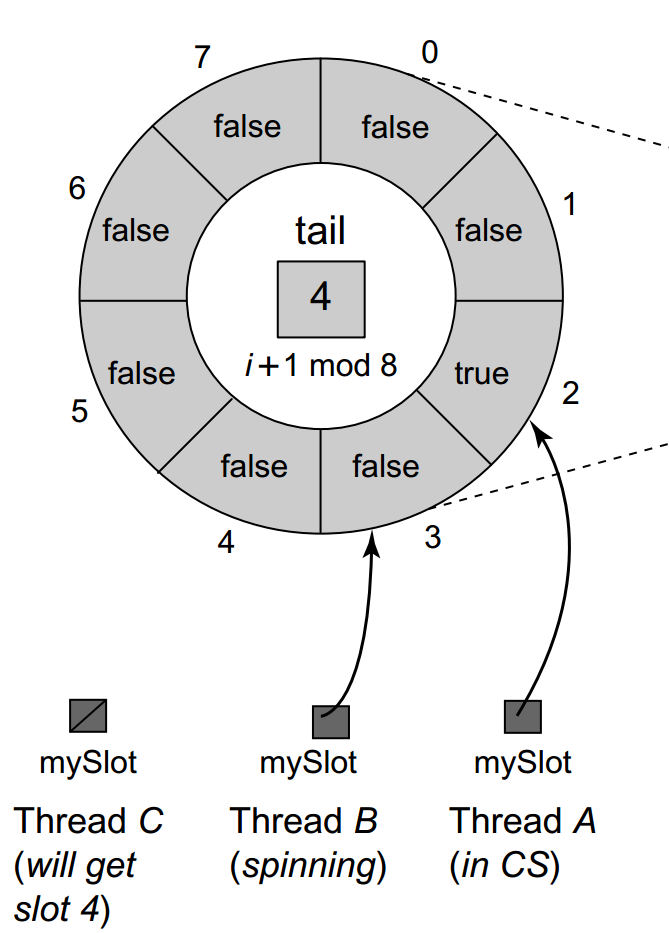 7
0
false
false
6
1
false
false
tail
4
i+1 mod 8
false
true
5
2
false
false
4
3
mySlot
mySlot
mySlot
Thread C
(will get
slot 4)
Thread B
(spinning)
Thread A
(in CS)